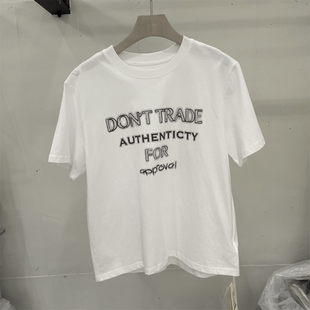 DON'T TRADE
AUTHENTICTY
FOR
approval